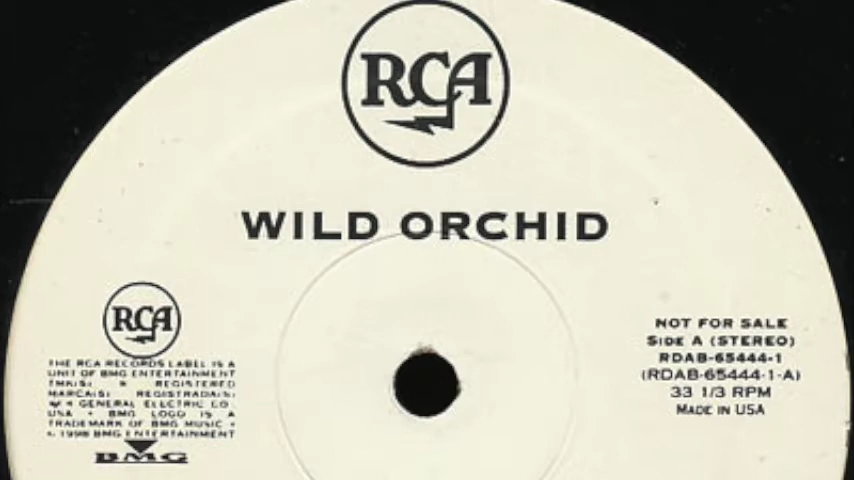 RCA
WILD ORCHID
RCA
THE RCA RECORDS LABEL IS A
UNIT OF BMG ENTERTAINMENT
TMK(S) ® REGISTERED
MARCA(S) REGISTRADA(S)
GENERAL ELECTRIC CO.
USA • BMG LOGO IS A
TRADEMARK OF BMG MUSIC •
1998 BMG ENTERTAINMENT
BMG
NOT FOR SALE
SIDE A (STEREO)
RDAB-65444-1
(RDAB-65444-1-A)
33 1/3 RPM
MADE IN USA